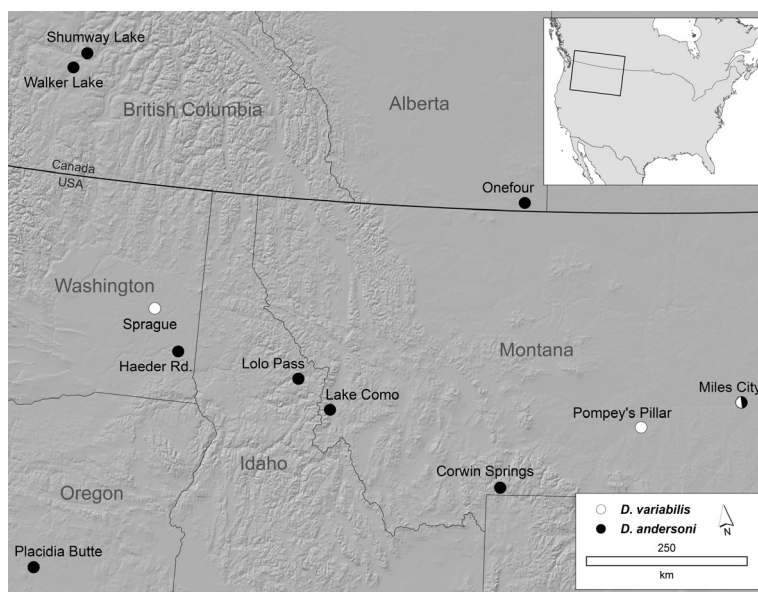 Shumway Lake
Walker Lake
British Columbia
Alberta
Canada
USA
Onefour
Washington
Sprague
Haeder Rd.
Lolo Pass
Lake Como
Montana
Miles City
Pompey's Pillar
Idaho
Corwin Springs
Oregon
Placidia Butte
D. variabilis
D. andersoni
N
250
km